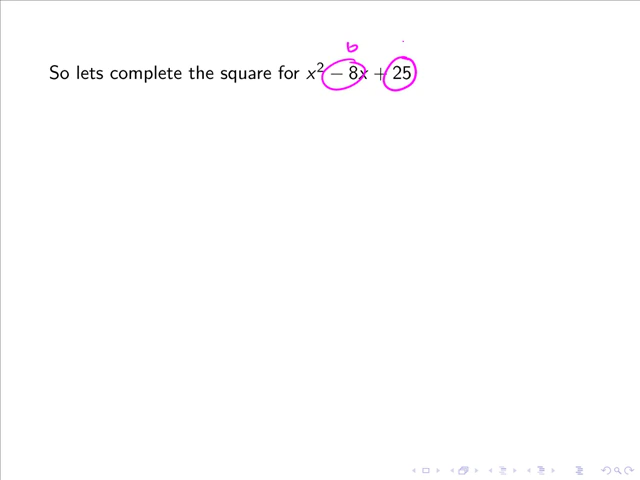 b
So lets complete the square for x² − 8x + 25